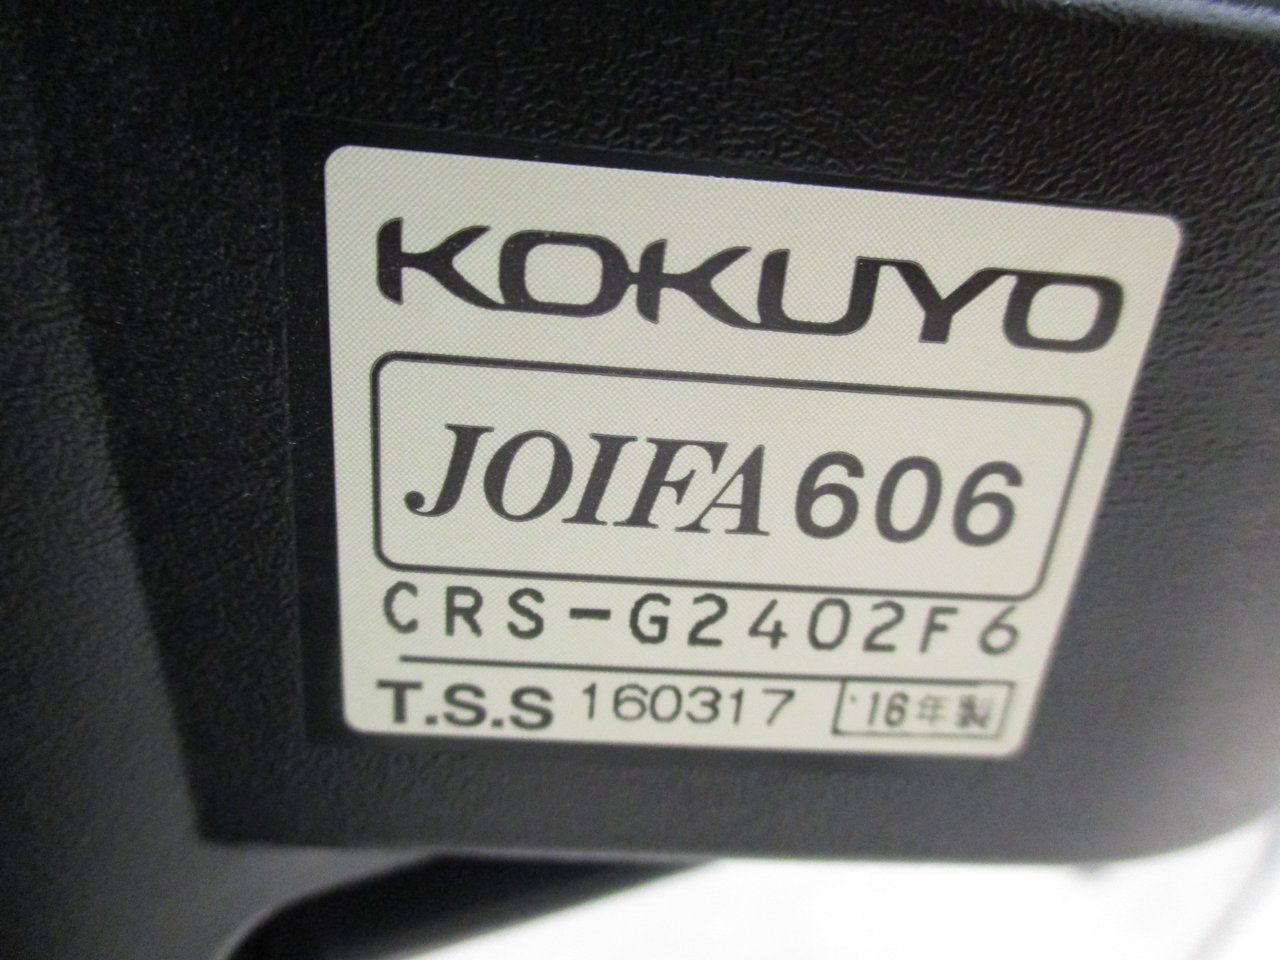 KOKUYO
JOIFA 606
CRS-G2402F6
T.S.S 160317 '16年製